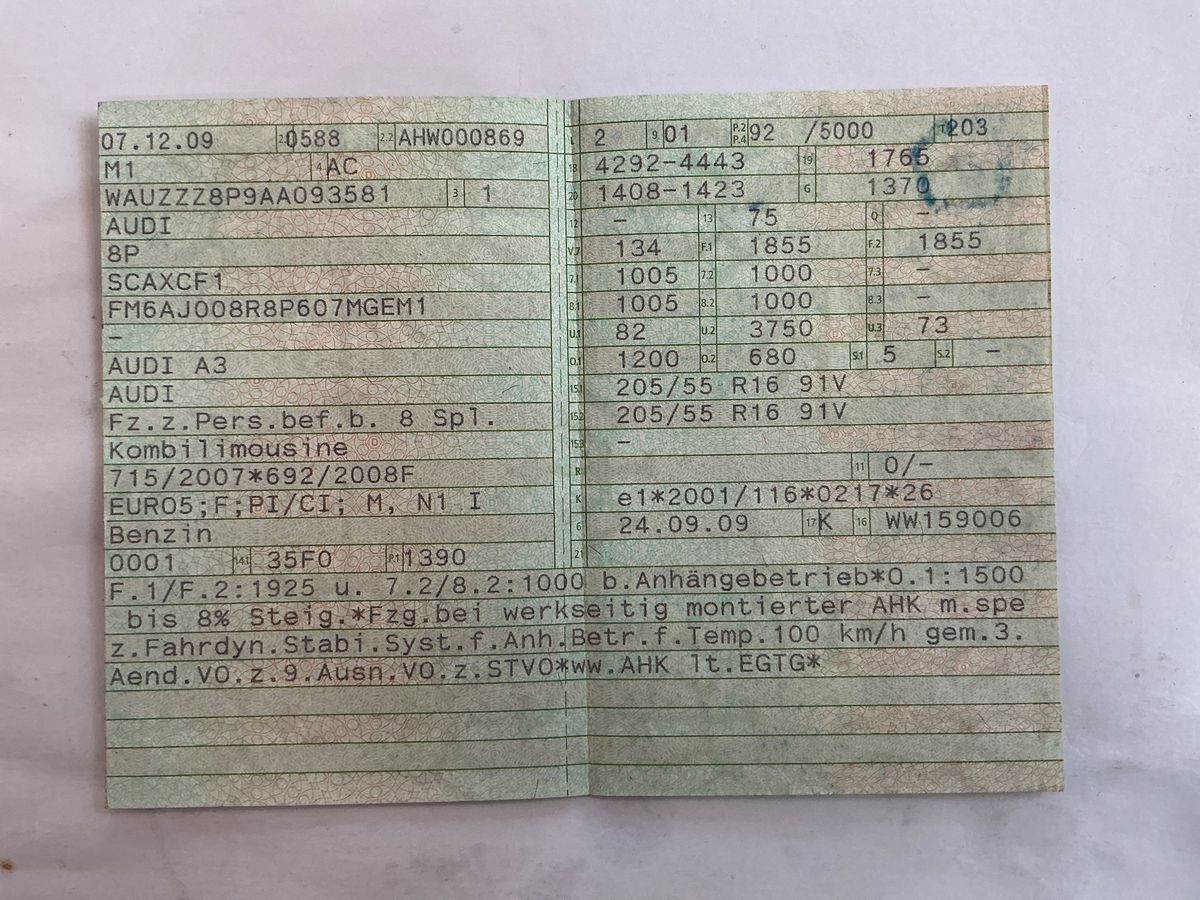 07.12.09 2.1 0588 2.2 AHW000869
M1 4 AC
WAUZZZ8P9AA093581 3 1
AUDI
8P
SCAXCF1
FM6AJ008R8P607MGEM1
–
AUDI A3
AUDI
Fz.z.Pers.bef.b. 8 Spl.
Kombilimousine
715/2007*692/2008F
EURO5;F;PI/CI; M, N1 I
Benzin
0001 14.1 35F0 P.1 1390
2 9 01 P.2 P.4 92 /5000 203
18 4292-4443 19 1765
20 1408-1423 G 1370
12 – 13 75 Q –
V.7 134 F.1 1855 F.2 1855
7.1 1005 7.2 1000 7.3 –
8.1 1005 8.2 1000 8.3 –
U.1 82 U.2 3750 U.3 73
O.1 1200 O.2 680 S.1 5 S.2 –
15.1 205/55 R16 91V
15.2 205/55 R16 91V
15.3 –
R 11 0/–
K e1*2001/116*0217*26
6 24.09.09 17 K 16 WW159006
21
F.1/F.2:1925 u. 7.2/8.2:1000 b.Anhängebetrieb*O.1:1500
bis 8% Steig.*Fzg.bei werkseitig montierter AHK m.spe
z.Fahrdyn.Stabi.Syst.f.Anh.Betr.f.Temp.100 km/h gem.3.
Aend.VO.z.9.Ausn.VO.z.STVO*ww.AHK lt.EGTG*